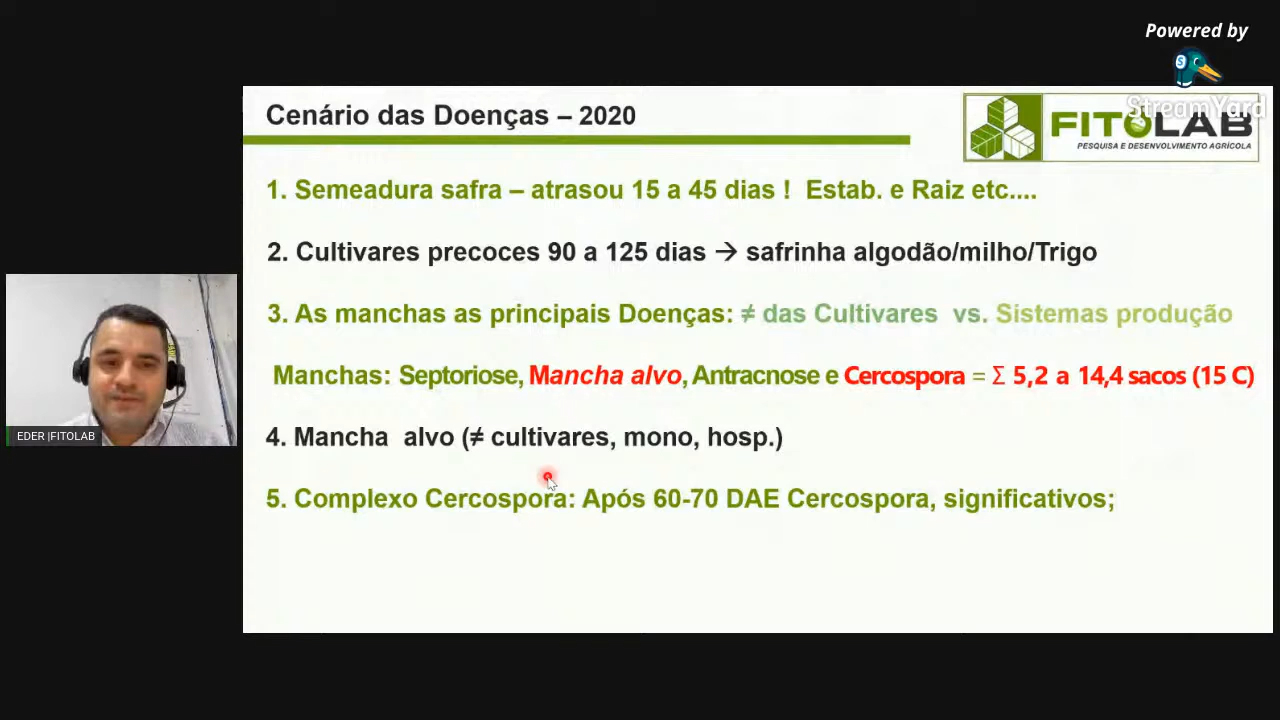 Powered by
StreamYard
Cenário das Doenças – 2020
FITOLAB
PESQUISA E DESENVOLVIMENTO AGRÍCOLA
1. Semeadura safra – atrasou 15 a 45 dias ! Estab. e Raiz etc....
2. Cultivares precoces 90 a 125 dias → safrinha algodão/milho/Trigo
3. As manchas as principais Doenças: ≠ das Cultivares vs. Sistemas produção
Manchas: Septoriose, Mancha alvo, Antracnose e Cercospora = Σ 5,2 a 14,4 sacos (15 C)
4. Mancha alvo (≠ cultivares, mono, hosp.)
5. Complexo Cercospora: Após 60-70 DAE Cercospora, significativos;
EDER |FITOLAB